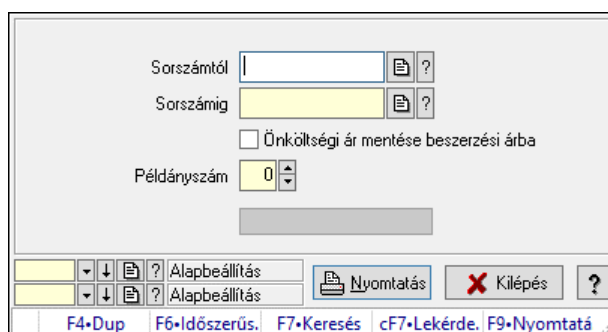 Sorszámtól ?
Sorszámig ?
Önköltségi ár mentése beszerzési árba
Példányszám 0
? Alapbeállítás
? Alapbeállítás
Nyomtatás Kilépés ?
F4•Dup F6•Időszerűs. F7•Keresés cF7•Lekérde. F9•Nyomtatá